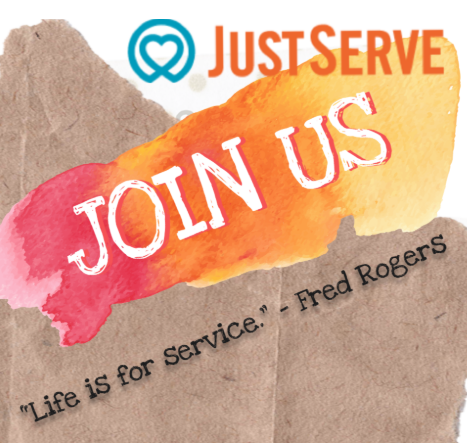 JUSTSERVE
JOIN US
"Life is for service." - Fred Rogers